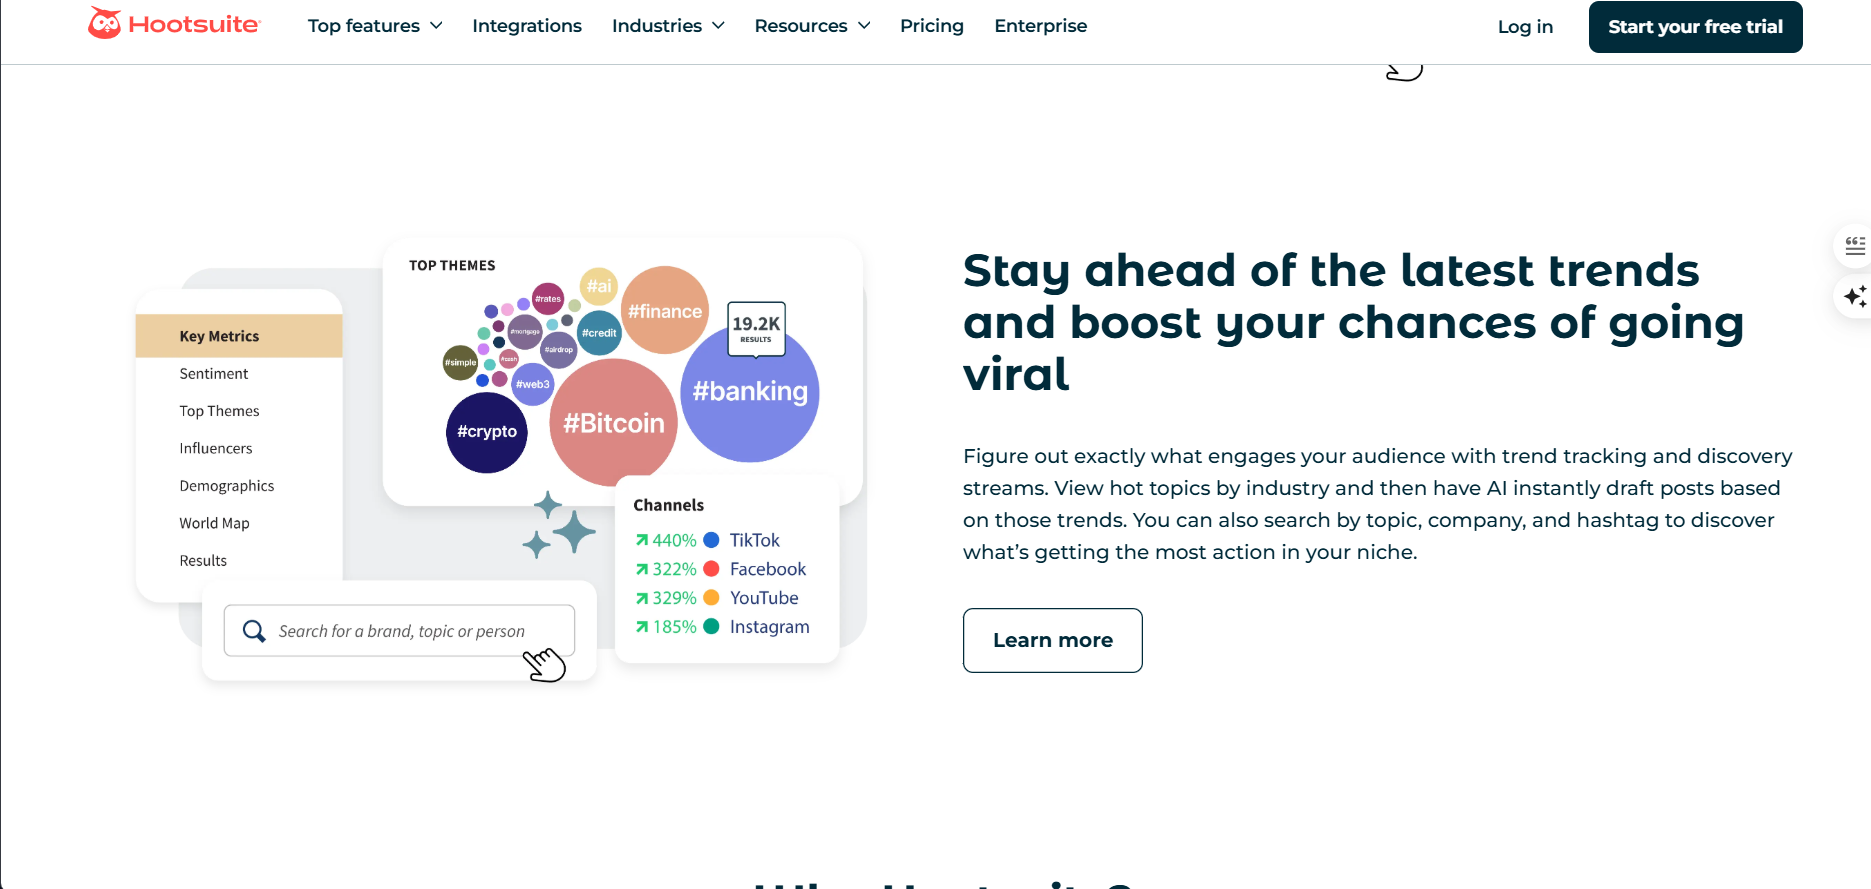 Hootsuite
Top features
Integrations
Industries
Resources
Pricing
Enterprise
Log in
Start your free trial
TOP THEMES
#ai
#rates
#finance
#mortgage
#credit
19.2K
RESULTS
#airdrop
#simple
#cash
#web3
#banking
#Bitcoin
#crypto
Key Metrics
Sentiment
Top Themes
Influencers
Demographics
World Map
Results
Search for a brand, topic or person
Channels
440% TikTok
322% Facebook
329% YouTube
185% Instagram
Stay ahead of the latest trends
and boost your chances of going
viral
Figure out exactly what engages your audience with trend tracking and discovery
streams. View hot topics by industry and then have AI instantly draft posts based
on those trends. You can also search by topic, company, and hashtag to discover
what’s getting the most action in your niche.
Learn more
Why Hootsuite?